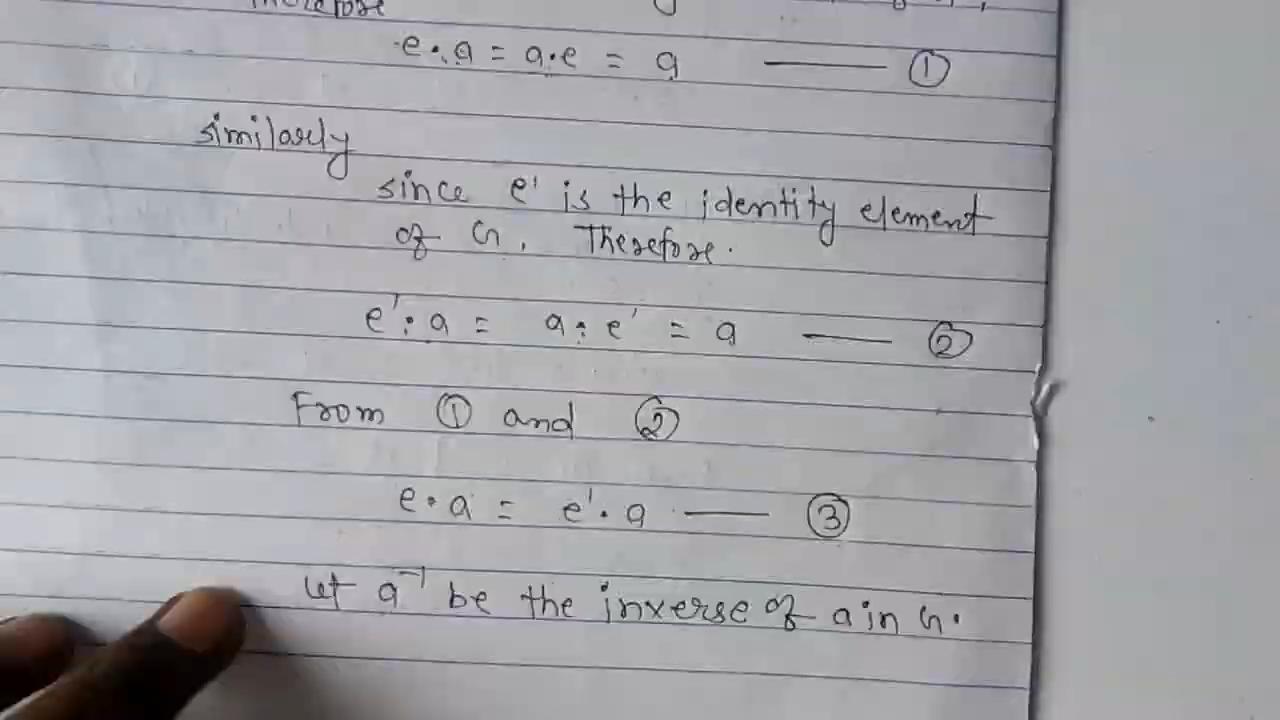 Therefore
e.a = a.e = a —— ①
similarly
since e' is the identity element
of G. Therefore.
e'.a = a.e' = a —— ②
From ① and ②
e.a = e'.a —— ③
Let a⁻¹ be the inverse of a in G.